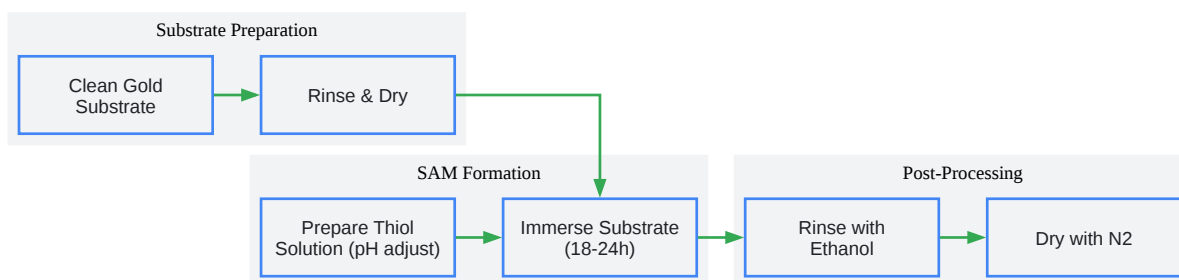 Substrate Preparation
Clean Gold
Substrate
Rinse & Dry
SAM Formation
Prepare Thiol
Solution (pH adjust)
Immerse Substrate
(18-24h)
Post-Processing
Rinse with
Ethanol
Dry with N2